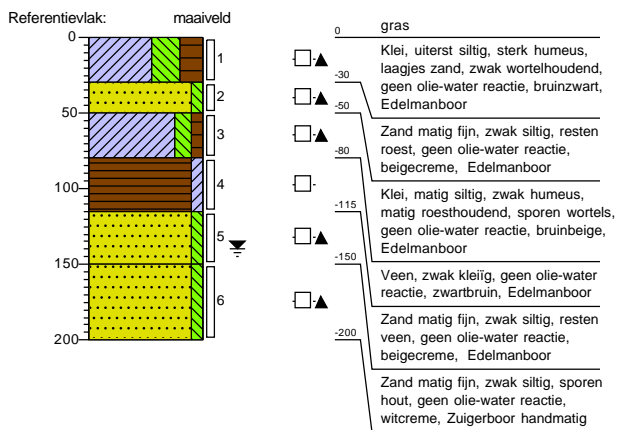 Referentievlak: maaiveld
0
50
100
150
200
1
2
3
4
5
6
0
-30
-50
-80
-115
-150
-200
gras
Klei, uiterst siltig, sterk humeus,
laagjes zand, zwak wortelhoudend,
geen olie-water reactie, bruinzwart,
Edelmanboor
Zand matig fijn, zwak siltig, resten
roest, geen olie-water reactie,
beigecreme, Edelmanboor
Klei, matig siltig, zwak humeus,
matig roesthoudend, sporen wortels,
geen olie-water reactie, bruinbeige,
Edelmanboor
Veen, zwak kleiïg, geen olie-water
reactie, zwartbruin, Edelmanboor
Zand matig fijn, zwak siltig, resten
veen, geen olie-water reactie,
beigecreme, Edelmanboor
Zand matig fijn, zwak siltig, sporen
hout, geen olie-water reactie,
witcreme, Zuigerboor handmatig